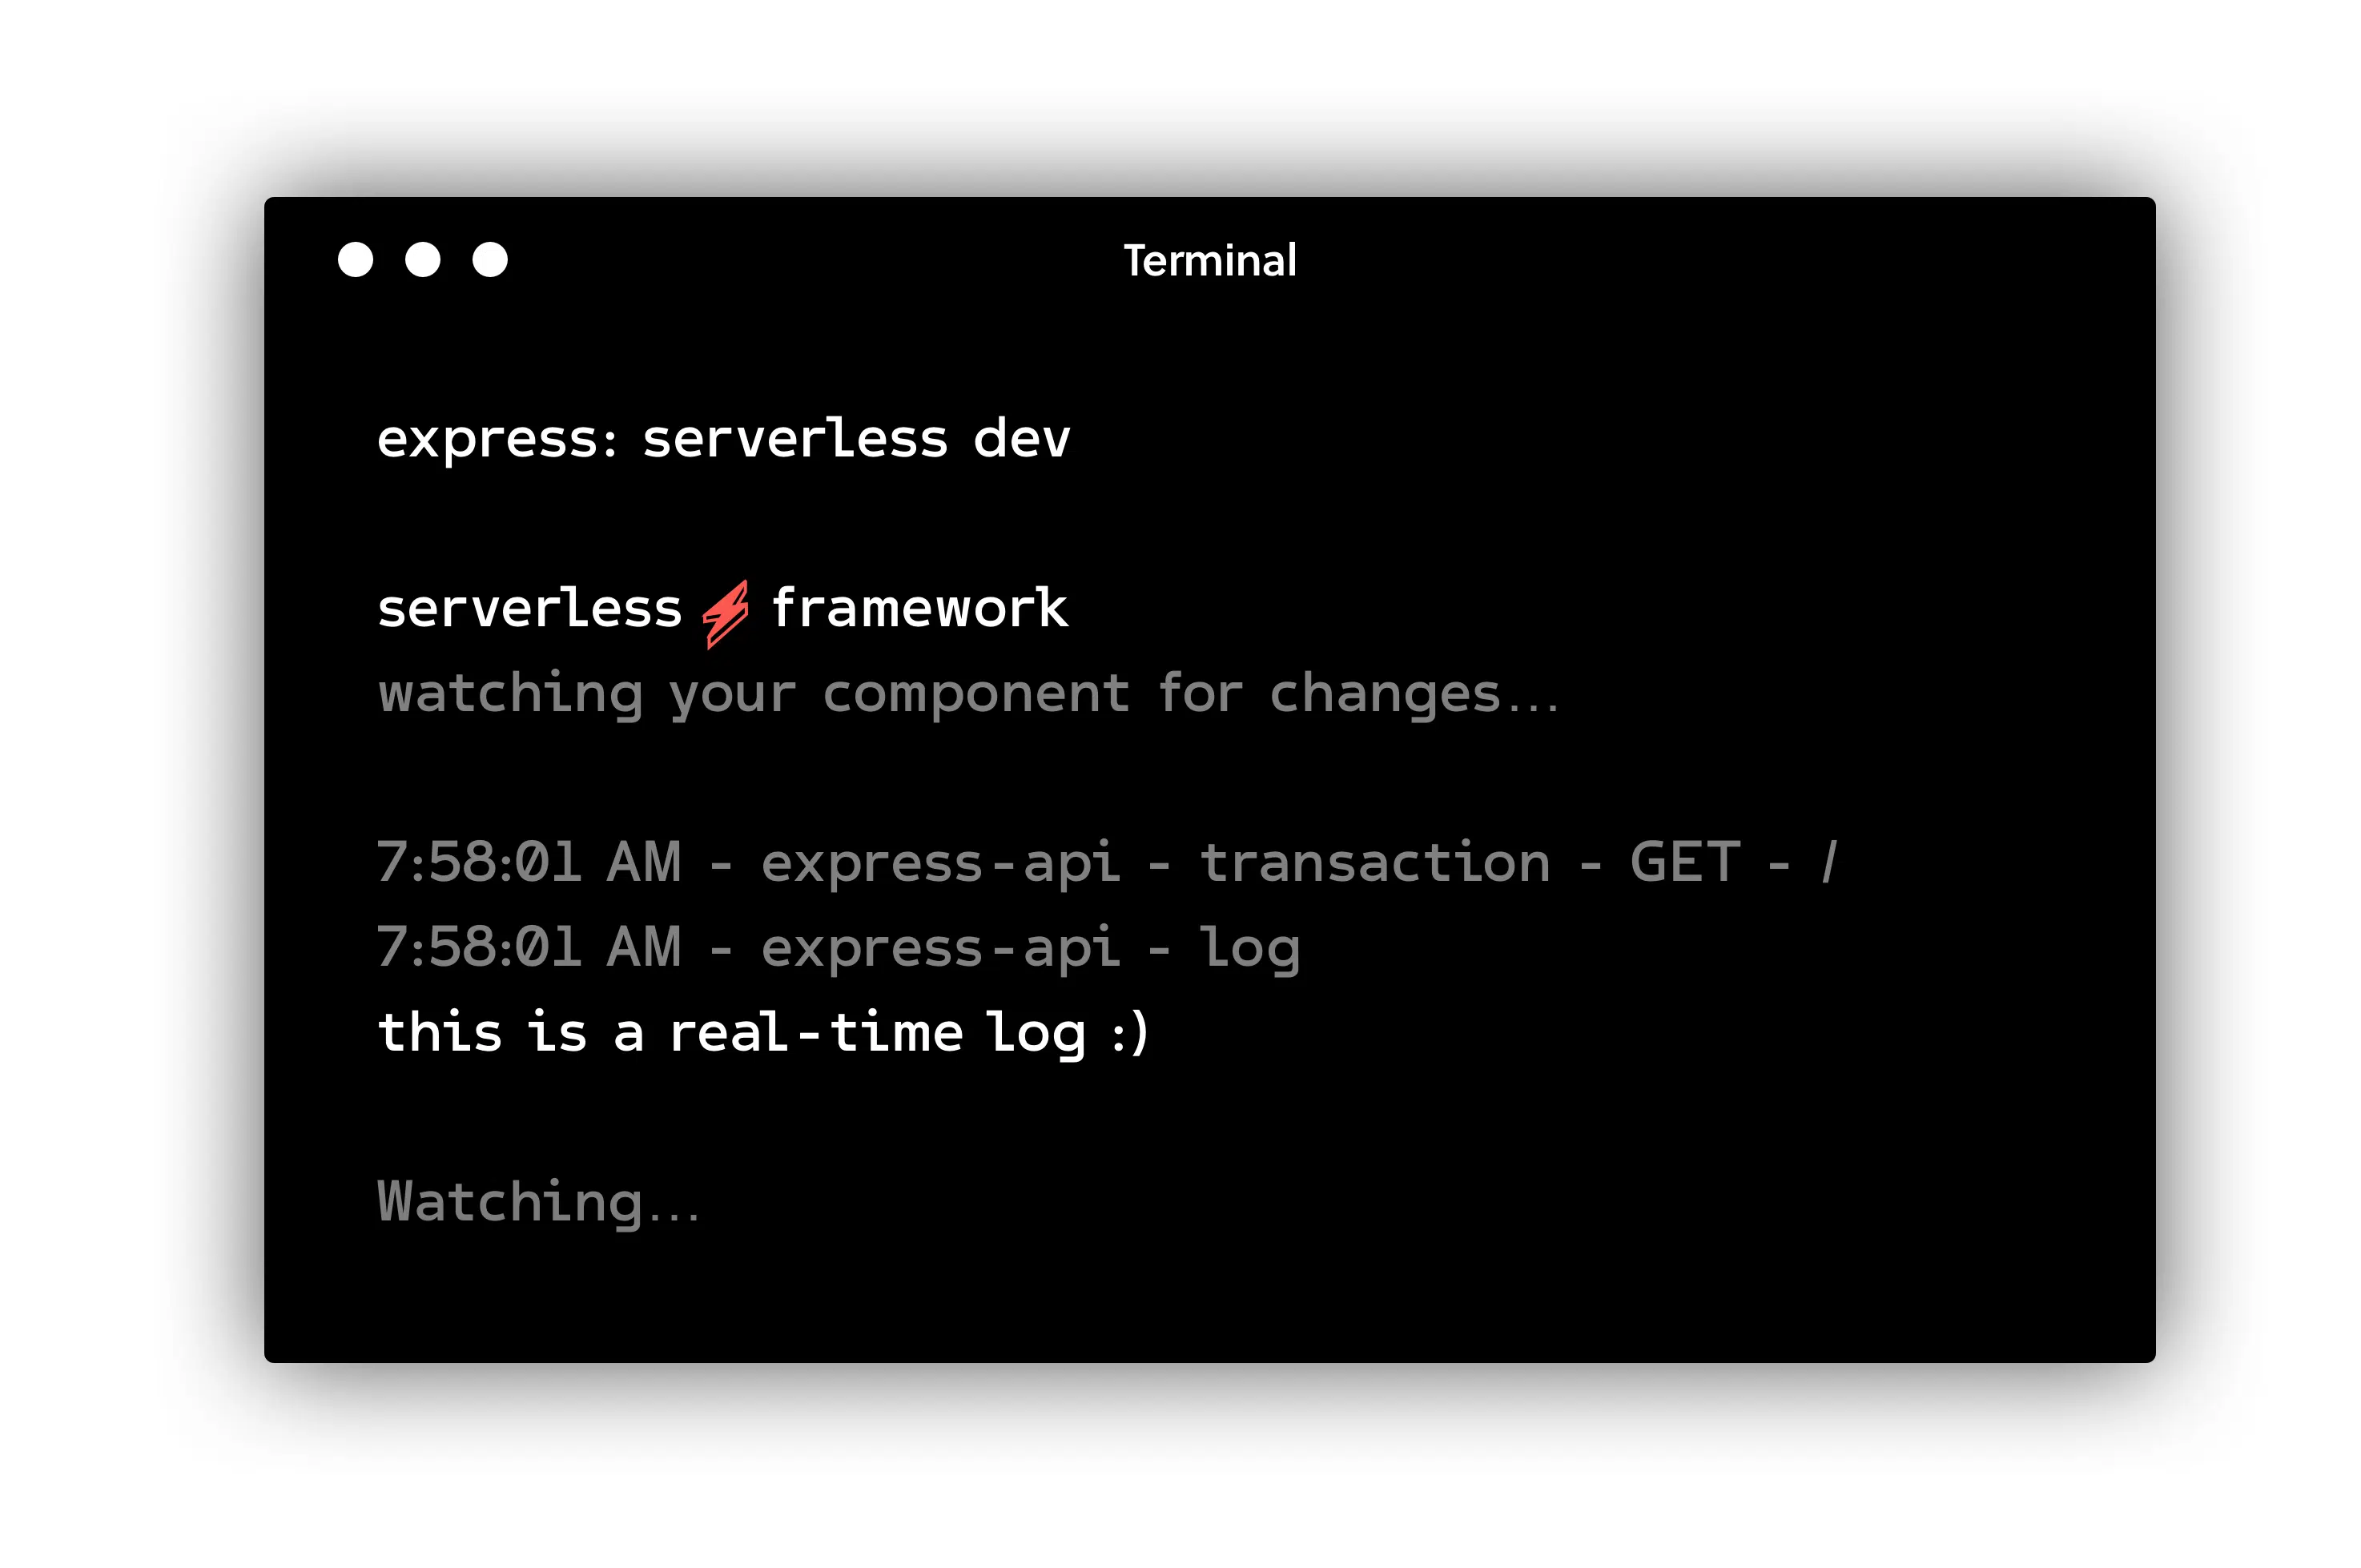 Terminal
express: serverless dev
serverless⚡framework
watching your component for changes...
7:58:01 AM - express-api - transaction - GET - /
7:58:01 AM - express-api - log
this is a real-time log :)
Watching...